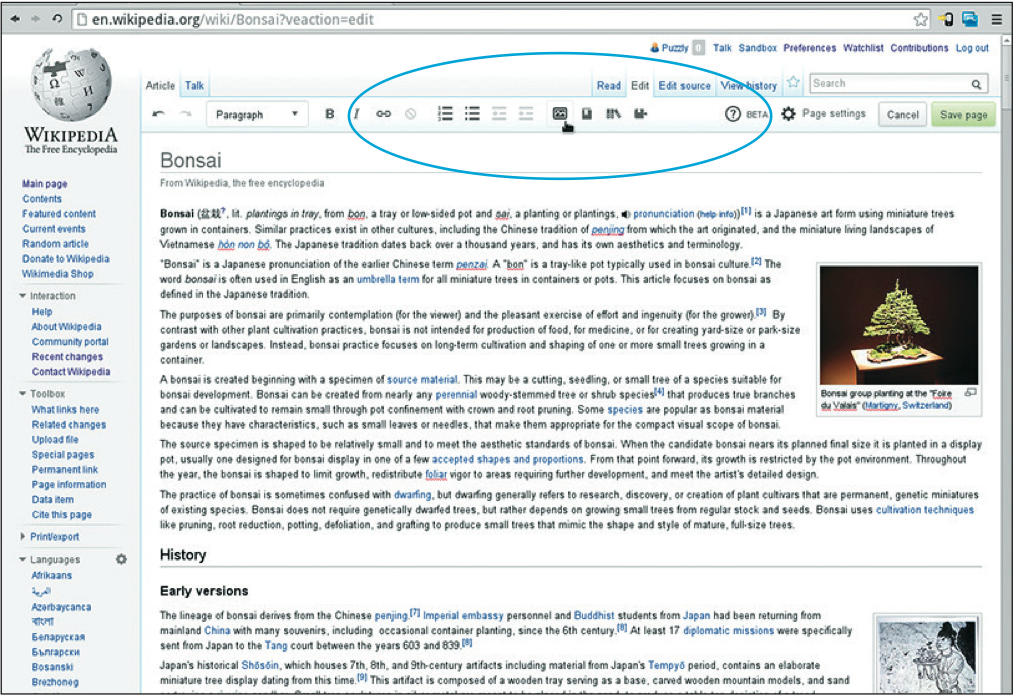 en.wikipedia.org/wiki/Bonsai?veaction=edit
Puzzly 0 Talk Sandbox Preferences Watchlist Contributions Log out
Article Talk Read Edit Edit source View history Search
Paragraph B I BETA Page settings Cancel Save page
WIKIPEDIA
The Free Encyclopedia
Main page
Contents
Featured content
Current events
Random article
Donate to Wikipedia
Wikimedia Shop
Interaction
Help
About Wikipedia
Community portal
Recent changes
Contact Wikipedia
Toolbox
What links here
Related changes
Upload file
Special pages
Permanent link
Page information
Data item
Cite this page
Print/export
Languages
Afrikaans
العربية
Azərbaycanca
বাংলা
Беларуская
Български
Bosanski
Brezhoneg
Bonsai
From Wikipedia, the free encyclopedia
Bonsai (盆栽?, lit. plantings in tray, from bon, a tray or low-sided pot and sai, a planting or plantings, pronunciation (help·info))[1] is a Japanese art form using miniature trees
grown in containers. Similar practices exist in other cultures, including the Chinese tradition of penjing from which the art originated, and the miniature living landscapes of
Vietnamese hòn non bộ. The Japanese tradition dates back over a thousand years, and has its own aesthetics and terminology.
"Bonsai" is a Japanese pronunciation of the earlier Chinese term penzai. A "bon" is a tray-like pot typically used in bonsai culture.[2] The
word bonsai is often used in English as an umbrella term for all miniature trees in containers or pots. This article focuses on bonsai as
defined in the Japanese tradition.
The purposes of bonsai are primarily contemplation (for the viewer) and the pleasant exercise of effort and ingenuity (for the grower).[3] By
contrast with other plant cultivation practices, bonsai is not intended for production of food, for medicine, or for creating yard-size or park-size
gardens or landscapes. Instead, bonsai practice focuses on long-term cultivation and shaping of one or more small trees growing in a
container.
A bonsai is created beginning with a specimen of source material. This may be a cutting, seedling, or small tree of a species suitable for
bonsai development. Bonsai can be created from nearly any perennial woody-stemmed tree or shrub species[4] that produces true branches
and can be cultivated to remain small through pot confinement with crown and root pruning. Some species are popular as bonsai material
because they have characteristics, such as small leaves or needles, that make them appropriate for the compact visual scope of bonsai.
Bonsai group planting at the "Foire
du Valais" (Martigny, Switzerland)
The source specimen is shaped to be relatively small and to meet the aesthetic standards of bonsai. When the candidate bonsai nears its planned final size it is planted in a display
pot, usually one designed for bonsai display in one of a few accepted shapes and proportions. From that point forward, its growth is restricted by the pot environment. Throughout
the year, the bonsai is shaped to limit growth, redistribute foliar vigor to areas requiring further development, and meet the artist's detailed design.
The practice of bonsai is sometimes confused with dwarfing, but dwarfing generally refers to research, discovery, or creation of plant cultivars that are permanent, genetic miniatures
of existing species. Bonsai does not require genetically dwarfed trees, but rather depends on growing small trees from regular stock and seeds. Bonsai uses cultivation techniques
like pruning, root reduction, potting, defoliation, and grafting to produce small trees that mimic the shape and style of mature, full-size trees.
History
Early versions
The lineage of bonsai derives from the Chinese penjing.[7] Imperial embassy personnel and Buddhist students from Japan had been returning from
mainland China with many souvenirs, including occasional container planting, since the 6th century.[8] At least 17 diplomatic missions were specifically
sent from Japan to the Tang court between the years 603 and 839.[8]
Japan's historical Shōsōin, which houses 7th, 8th, and 9th-century artifacts including material from Japan's Tempyō period, contains an elaborate
miniature tree display dating from this time.[9] This artifact is composed of a wooden tray serving as a base, carved wooden mountain models, and sand